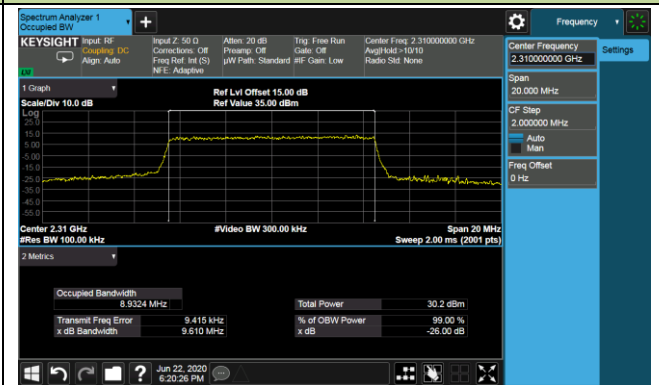 Spectrum Analyzer 1
Occupied BW
Frequency
KEYSIGHT
Input: RF
Coupling: DC
Align: Auto
Input Z: 50 Ω
Corrections: Off
Freq Ref: Int (S)
NFE: Adaptive
Atten: 20 dB
Preamp: Off
µW Path: Standard
Trig: Free Run
Gate: Off
#IF Gain: Low
Center Freq: 2.310000000 GHz
Avg|Hold:>10/10
Radio Std: None
Center Frequency
2.310000000 GHz
Settings
Span
20.000 MHz
CF Step
2.000000 MHz
Auto
Man
Freq Offset
0 Hz
1 Graph
Scale/Div 10.0 dB
Ref Lvl Offset 15.00 dB
Ref Value 35.00 dBm
Log
25.0
15.0
5.00
-5.00
-15.0
-25.0
-35.0
-45.0
-55.0
Center 2.31 GHz
#Video BW 300.00 kHz
Span 20 MHz
#Res BW 100.00 kHz
Sweep 2.00 ms (2001 pts)
2 Metrics
Occupied Bandwidth
8.9324 MHz
Total Power 30.2 dBm
Transmit Freq Error 9.415 kHz
% of OBW Power 99.00 %
x dB Bandwidth 9.610 MHz
x dB -26.00 dB
Jun 22, 2020
6:20:26 PM